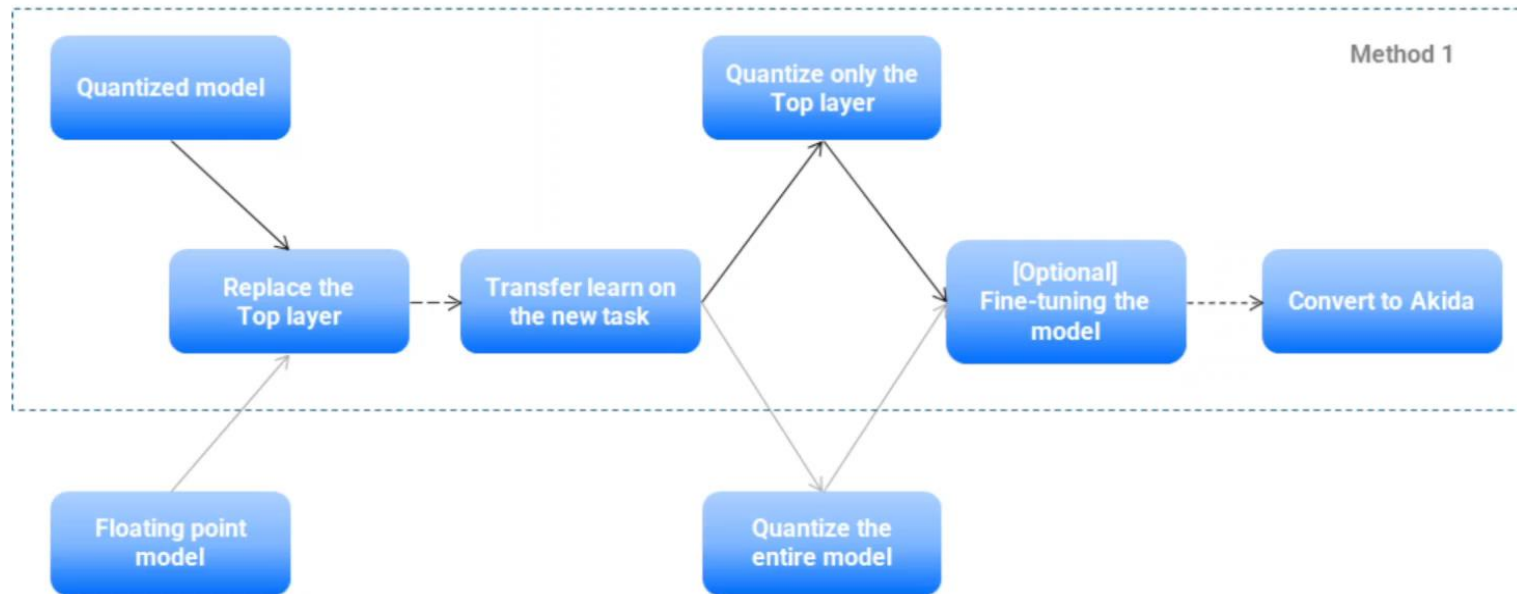 Method 1
Quantized model
Quantize only the
Top layer
Replace the
Top layer
Transfer learn on
the new task
[Optional]
Fine-tuning the
model
Convert to Akida
Floating point
model
Quantize the
entire model